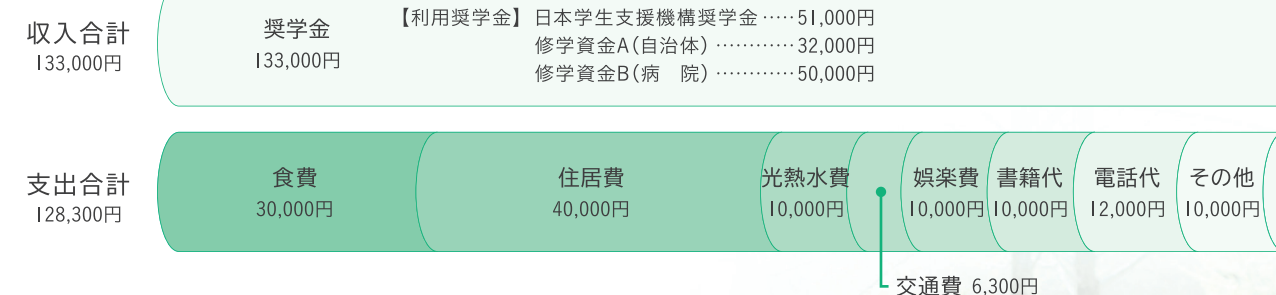 収入合計
133,000円
奨学金
133,000円
【利用奨学金】日本学生支援機構奨学金‥‥‥51,000円
修学資金A(自治体)…………32,000円
修学資金B(病　院)…………50,000円
支出合計
128,300円
食費
30,000円
住居費
40,000円
光熱水費
10,000円
娯楽費
10,000円
書籍代
10,000円
電話代
12,000円
その他
10,000円
交通費 6,300円